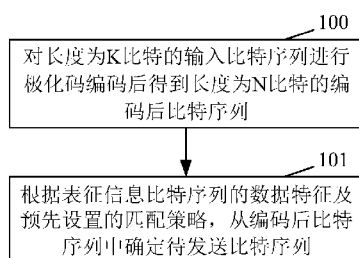 100
对长度为K比特的输入比特序列进行
极化码编码后得到长度为N比特的编
码后比特序列
101
根据表征信息比特序列的数据特征及
预先设置的匹配策略，从编码后比特
序列中确定待发送比特序列